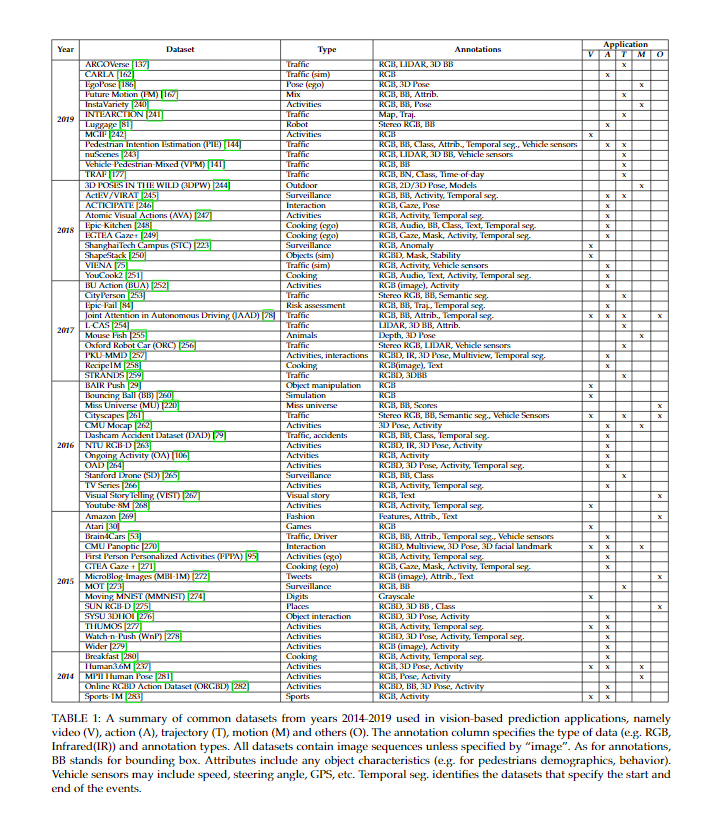 Year Dataset Type Annotations Application
V A T M O
2019
ARGOVerse [137] Traffic RGB, LIDAR, 3D BB x
CARLA [162] Traffic (sim) RGB x
EgoPose [186] Pose (ego) RGB, 3D Pose x
Future Motion (FM) [167] Mix RGB, BB, Attrib. x
InstaVariety [240] Activities RGB, BB, Pose x
INTEARCTION [241] Traffic Map, Traj. x
Luggage [81] Robot Stereo RGB, BB x
MGIF [242] Activities RGB x
Pedestrian Intention Estimation (PIE) [144] Traffic RGB, BB, Class, Attrib., Temporal seg., Vehicle sensors x x
nuScenes [243] Traffic RGB, LIDAR, 3D BB, Vehicle sensors x
Vehicle-Pedestrian-Mixed (VPM) [141] Traffic RGB, BB x
TRAF [177] Traffic RGB, BN, Class, Time-of-day x
2018
3D POSES IN THE WILD (3DPW) [244] Outdoor RGB, 2D/3D Pose, Models x
ActEV/VIRAT [245] Surveillance RGB, BB, Activity, Temporal seg. x x
ACTICIPATE [246] Interaction RGB, Gaze, Pose x
Atomic Visual Actions (AVA) [247] Activities RGB, Activity, Temporal seg. x
Epic-Kitchen [248] Cooking (ego) RGB, Audio, BB, Class, Text, Temporal seg. x
EGTEA Gaze+ [249] Cooking (ego) RGB, Gaze, Mask, Activity, Temporal seg. x
ShanghaiTech Campus (STC) [223] Surveillance RGB, Anomaly x
ShapeStack [250] Objects (sim) RGBD, Mask, Stability x
VIENA [75] Traffic (sim) RGB, Activity, Vehicle sensors x
YouCook2 [251] Cooking RGB, Audio, Text, Activity, Temporal seg. x
2017
BU Action (BUA) [252] Activities RGB (image), Activity x
CityPerson [253] Traffic Stereo RGB, BB, Semantic seg. x
Epic-Fail [84] Risk assessment RGB, BB, Traj., Temporal seg. x
Joint Attention in Autonomous Driving (JAAD) [78] Traffic RGB, BB, Attrib., Temporal seg. x x x x
L-CAS [254] Traffic LIDAR, 3D BB, Attrib. x
Mouse Fish [255] Animals Depth, 3D Pose x
Oxford Robot Car (ORC) [256] Traffic Stereo RGB, LIDAR, Vehicle sensors x
PKU-MMD [257] Activities, interactions RGBD, IR, 3D Pose, Multiview, Temporal seg. x
Recipe1M [258] Cooking RGB(image), Text x
STRANDS [259] Traffic RGBD, 3DBB x
2016
BAIR Push [29] Object manipulation RGB x
Bouncing Ball (BB) [260] Simulation RGB x
Miss Universe (MU) [220] Miss universe RGB, BB, Scores x
Cityscapes [261] Traffic Stereo RGB, BB, Semantic seg., Vehicle Sensors x x x
CMU Mocap [262] Activities 3D Pose, Activity x x
Dashcam Accident Dataset (DAD) [79] Traffic, accidents RGB, BB, Class, Temporal seg. x
NTU RGB-D [263] Activities RGBD, IR, 3D Pose, Activity x
Ongoing Activity (OA) [106] Activities RGB, Activity x
OAD [264] Activities RGBD, 3D Pose, Activity, Temporal seg. x
Stanford Drone (SD) [265] Surveillance RGB, BB, Class x
TV Series [266] Activities RGB, Activity, Temporal seg. x
Visual StoryTelling (VIST) [267] Visual story RGB, Text x
Youtube-8M [268] Activities RGB, Activity, Temporal seg. x
2015
Amazon [269] Fashion Features, Attrib., Text x
Atari [30] Games RGB x
Brain4Cars [53] Traffic, Driver RGB, BB, Attrib., Temporal seg., Vehicle sensors x
CMU Panoptic [270] Interaction RGBD, Multiview, 3D Pose, 3D facial landmark x x x
First Person Personalized Activities (FPPA) [95] Activities (ego) RGB, Activity, Temporal seg. x
GTEA Gaze + [271] Cooking (ego) RGB, Gaze, Mask, Activity, Temporal seg. x
MicroBlog-Images (MBI-1M) [272] Tweets RGB (image), Attrib., Text x
MOT [273] Surveillance RGB, BB x
Moving MNIST (MMNIST) [274] Digits Grayscale x
SUN RGB-D [275] Places RGBD, 3D BB , Class x
SYSU 3DHOI [276] Object interaction RGBD, 3D Pose, Activity x
THUMOS [277] Activities RGB, Activity, Temporal seg. x x
Watch-n-Push (WnP) [278] Activities RGBD, 3D Pose, Activity, Temporal seg. x
Wider [279] Activities RGB (image), Activity x
2014
Breakfast [280] Cooking RGB, Activity, Temporal seg. x
Human3.6M [237] Activities RGB, 3D Pose, Activity x x x
MPII Human Pose [281] Activities RGB, Pose, Activity x
Online RGBD Action Dataset (ORGBD) [282] Activities RGBD, BB, 3D Pose, Activity x
Sports-1M [283] Sports RGB, Activity x x
TABLE 1: A summary of common datasets from years 2014-2019 used in vision-based prediction applications, namely
video (V), action (A), trajectory (T), motion (M) and others (O). The annotation column specifies the type of data (e.g. RGB,
Infrared(IR)) and annotation types. All datasets contain image sequences unless specified by “image”. As for annotations,
BB stands for bounding box. Attributes include any object characteristics (e.g. for pedestrians demographics, behavior).
Vehicle sensors may include speed, steering angle, GPS, etc. Temporal seg. identifies the datasets that specify the start and
end of the events.